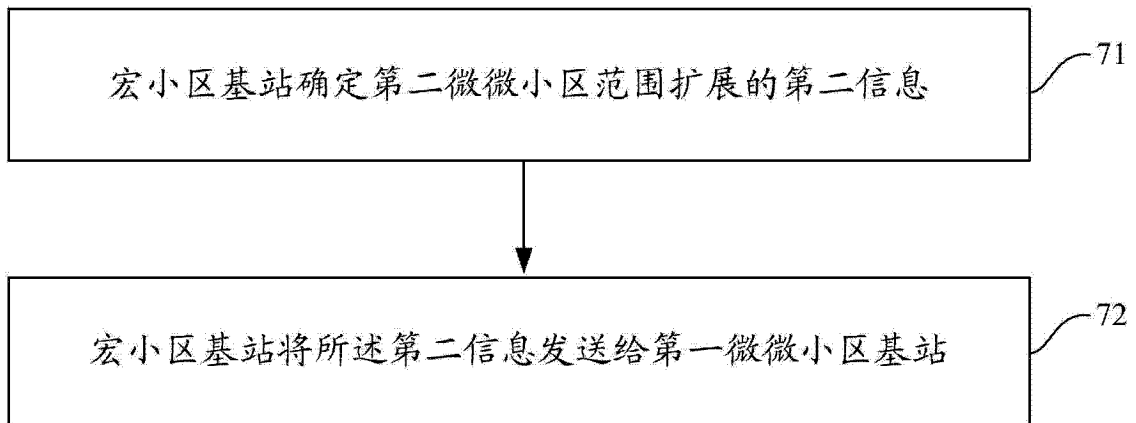 宏小区基站确定第二微微小区范围扩展的第二信息
71
宏小区基站将所述第二信息发送给第一微微小区基站
72